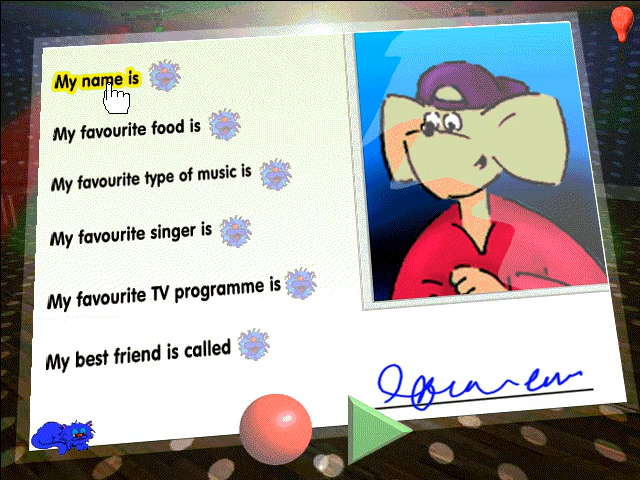 My name is
My favourite food is
My favourite type of music is
My favourite singer is
My favourite TV programme is
My best friend is called